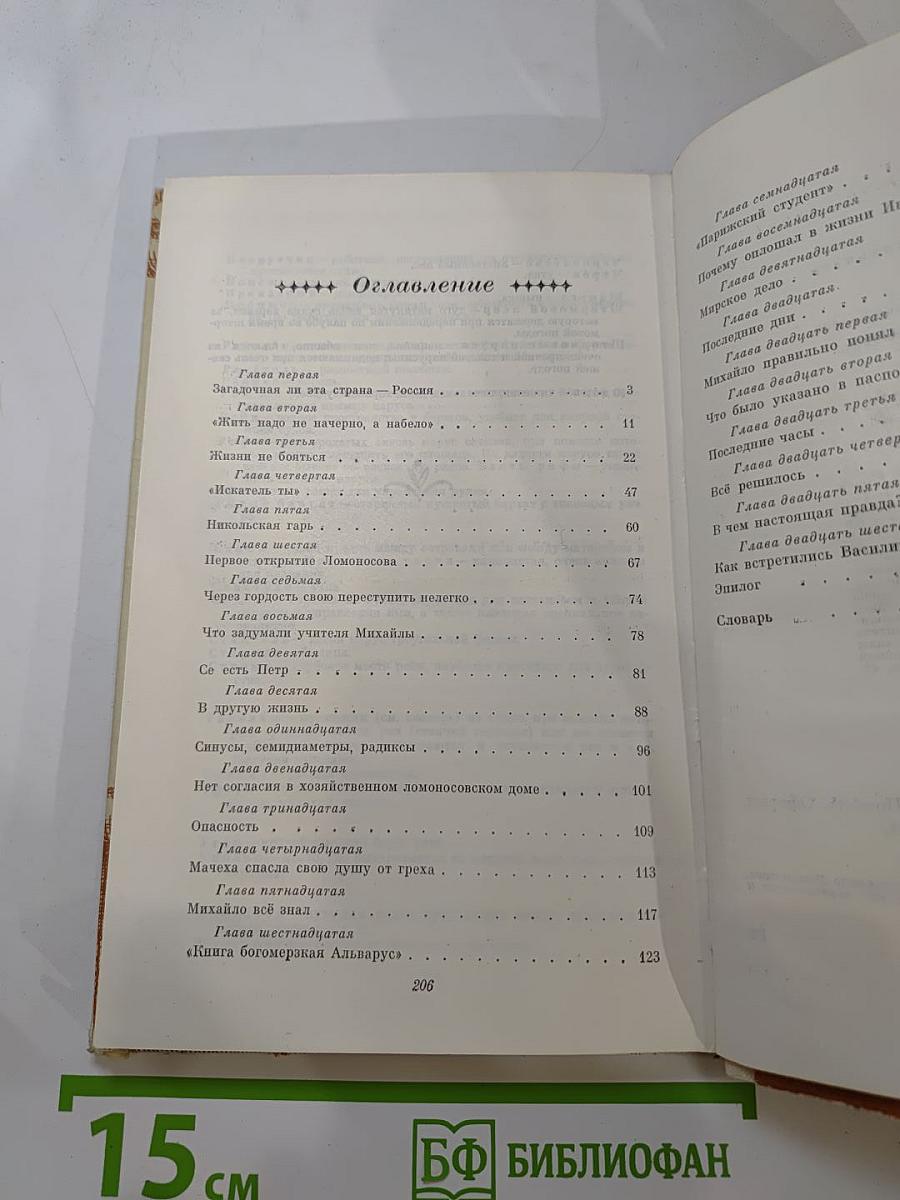 Оглавление
Глава первая
Загадочная ли эта страна — Россия . . . . . . . . . . . 3
Глава вторая
«Жить надо не начерно, а набело» . . . . . . . . . . . 11
Глава третья
Жизни не бояться . . . . . . . . . . . . . . . . 22
Глава четвертая
«Искатель ты» . . . . . . . . . . . . . . . . . 47
Глава пятая
Никольская гарь . . . . . . . . . . . . . . . . 60
Глава шестая
Первое открытие Ломоносова . . . . . . . . . . . . 67
Глава седьмая
Через гордость свою переступить нелегко . . . . . . . . 74
Глава восьмая
Что задумали учителя Михайлы . . . . . . . . . . . 78
Глава девятая
Се есть Петр . . . . . . . . . . . . . . . . . 81
Глава десятая
В другую жизнь . . . . . . . . . . . . . . . . 88
Глава одиннадцатая
Синусы, семидиаметры, радиксы . . . . . . . . . . . 96
Глава двенадцатая
Нет согласия в хозяйственном ломоносовском доме . . . . . 101
Глава тринадцатая
Опасность . . . . . . . . . . . . . . . . . . 109
Глава четырнадцатая
Мачеха спасла свою душу от греха . . . . . . . . . . 113
Глава пятнадцатая
Михайло всё знал . . . . . . . . . . . . . . . . 117
Глава шестнадцатая
«Книга богомерзкая Альварус» . . . . . . . . . . . . 123
206
Глава семнадцатая
«Парижский студент» . . .
Глава восемнадцатая
Почему оплошал в жизни
Глава девятнадцатая
Мирское дело . . . .
Глава двадцатая
Последние дни . . . .
Глава двадцать первая
Михайло правильно понял
Глава двадцать вторая
Что было указано в
Глава двадцать третья
Последние часы . . .
Глава двадцать
Всё решилось . . . .
Глава двадцать пятая
В чем настоящая правда?
Глава двадцать
Как встретились
Эпилог . . . .
Словарь . . . .
15 см
БФ БИБЛИОФАН